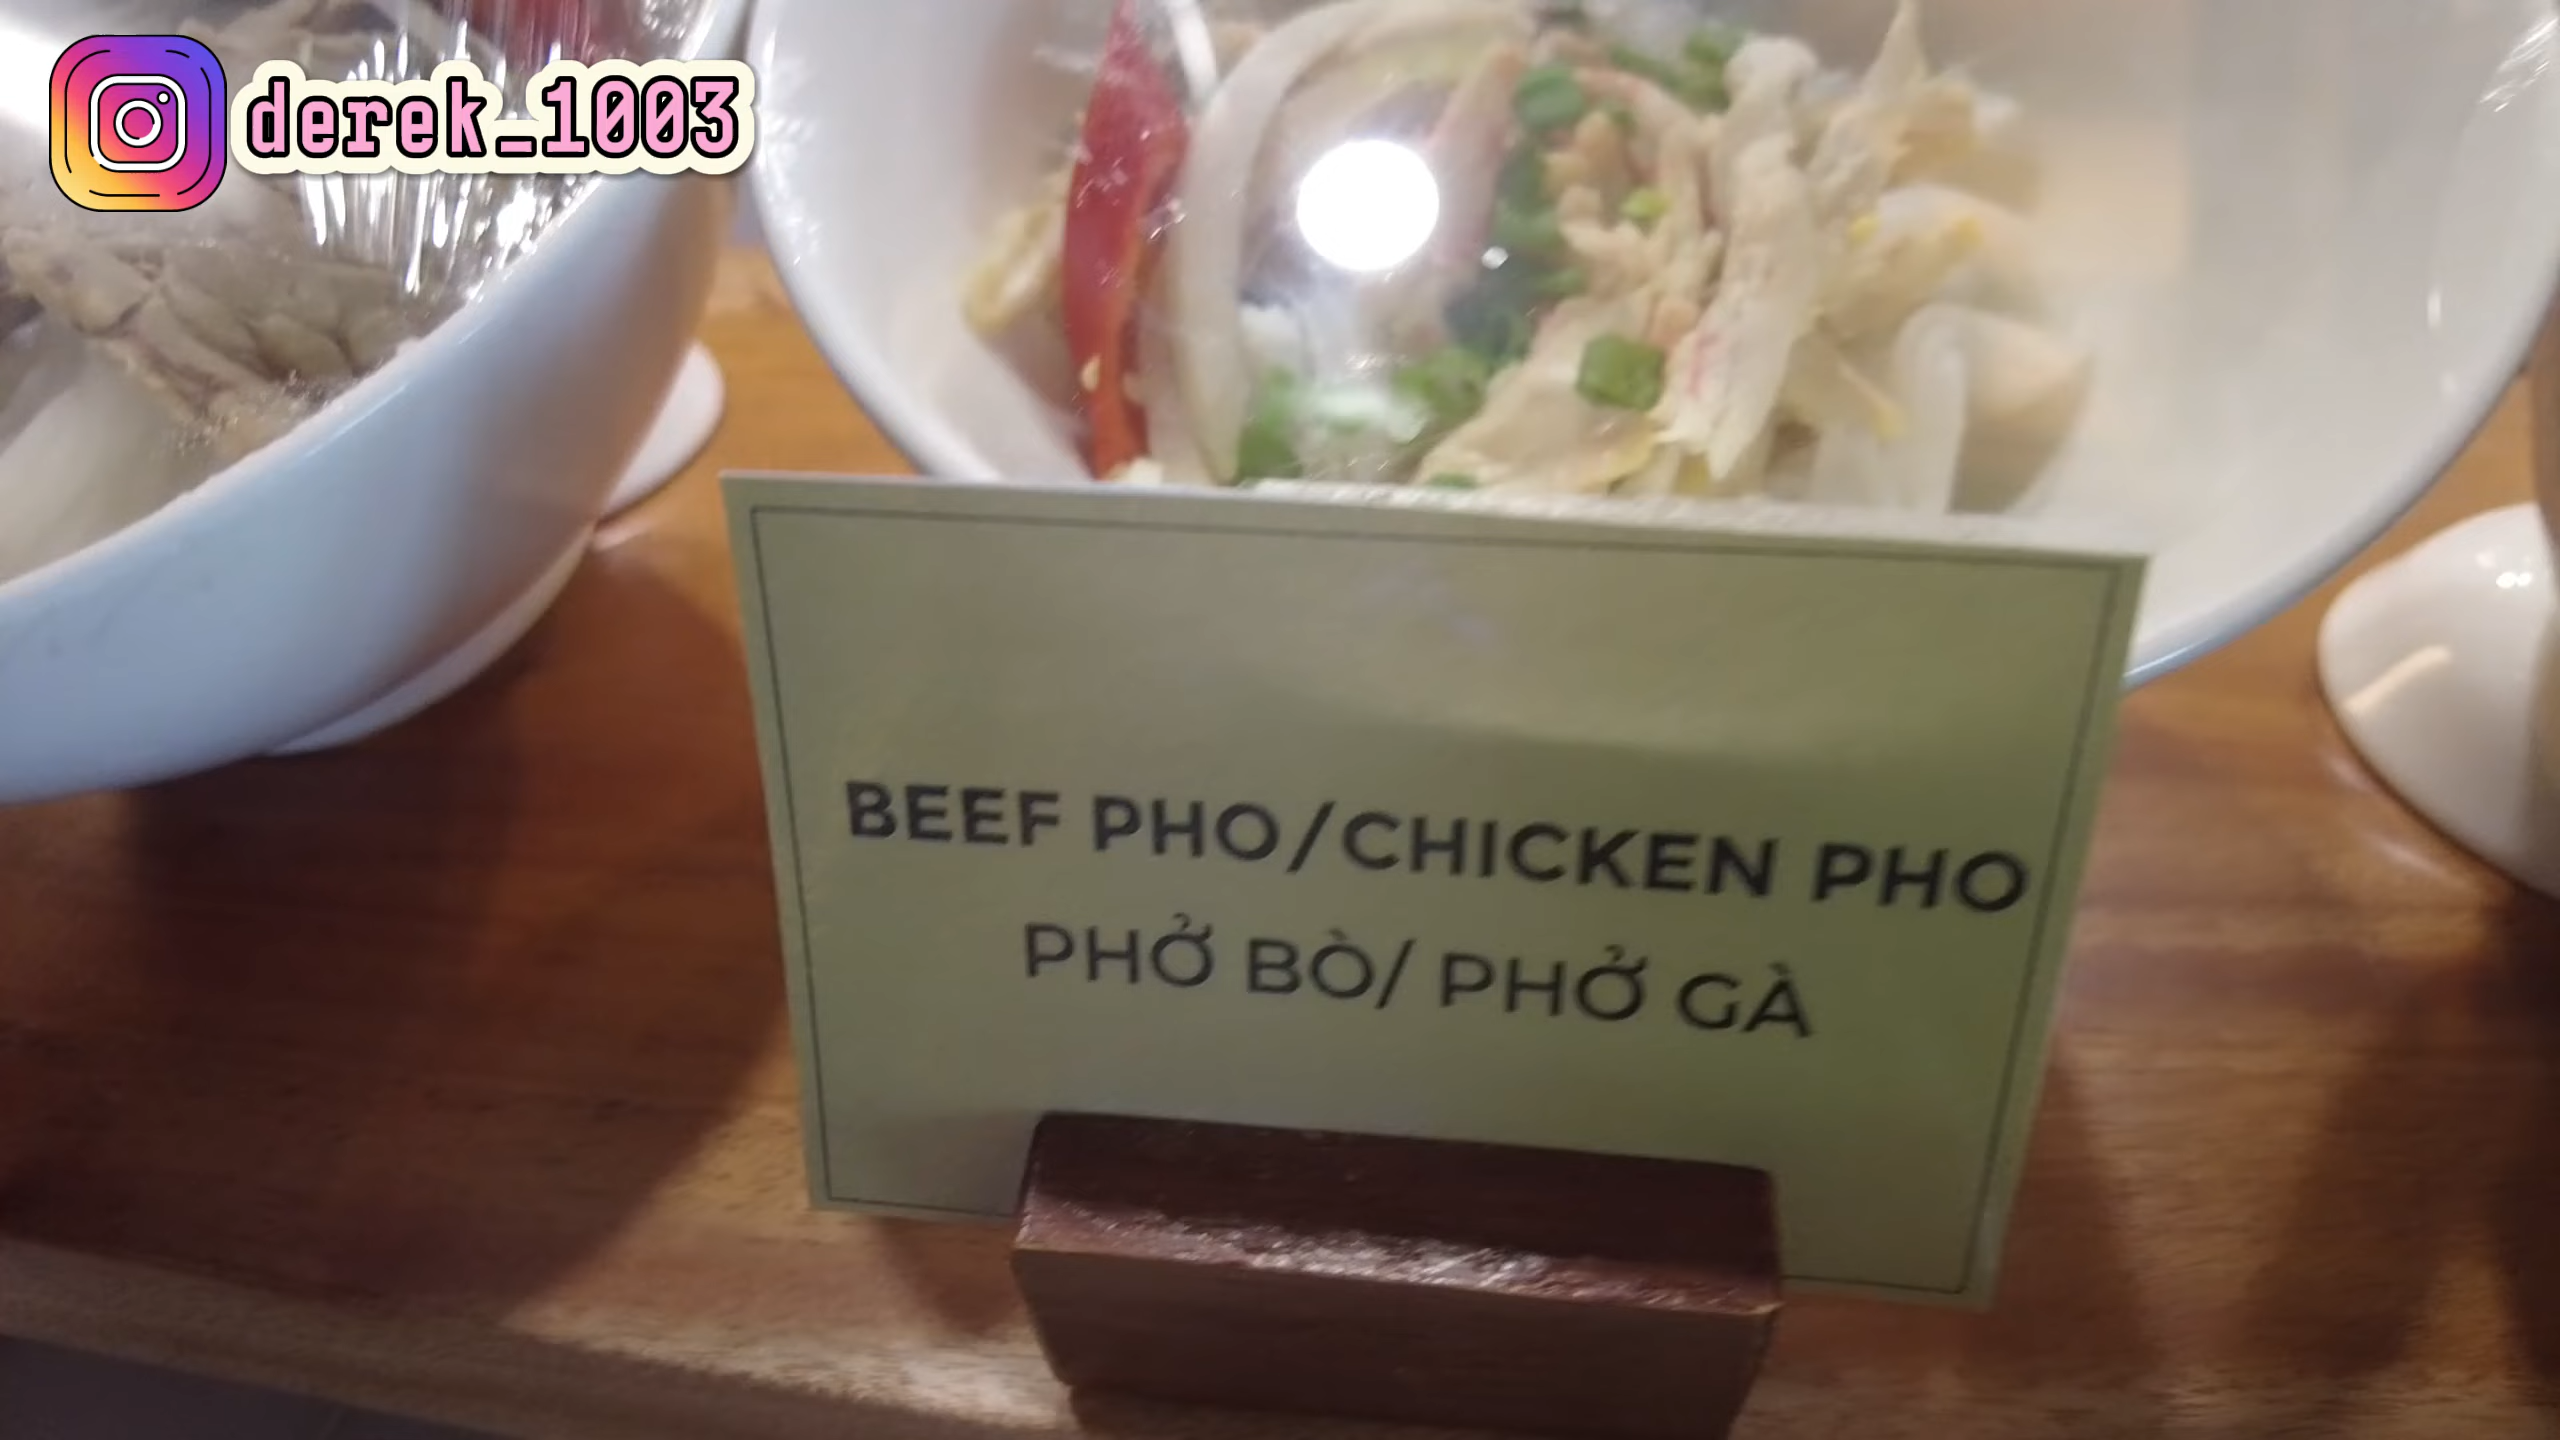 derek_1003
BEEF PHO/CHICKEN PHO
PHỞ BÒ/ PHỞ GÀ